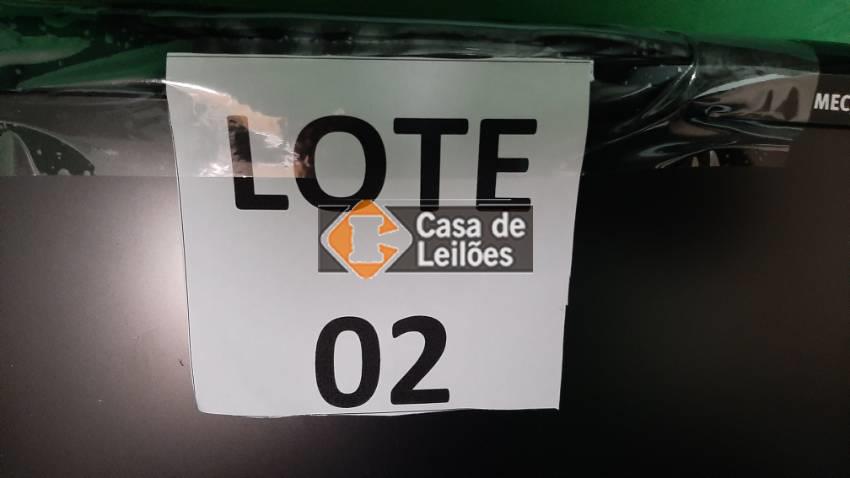 MEC
LOTE
Casa de
Leilões
02